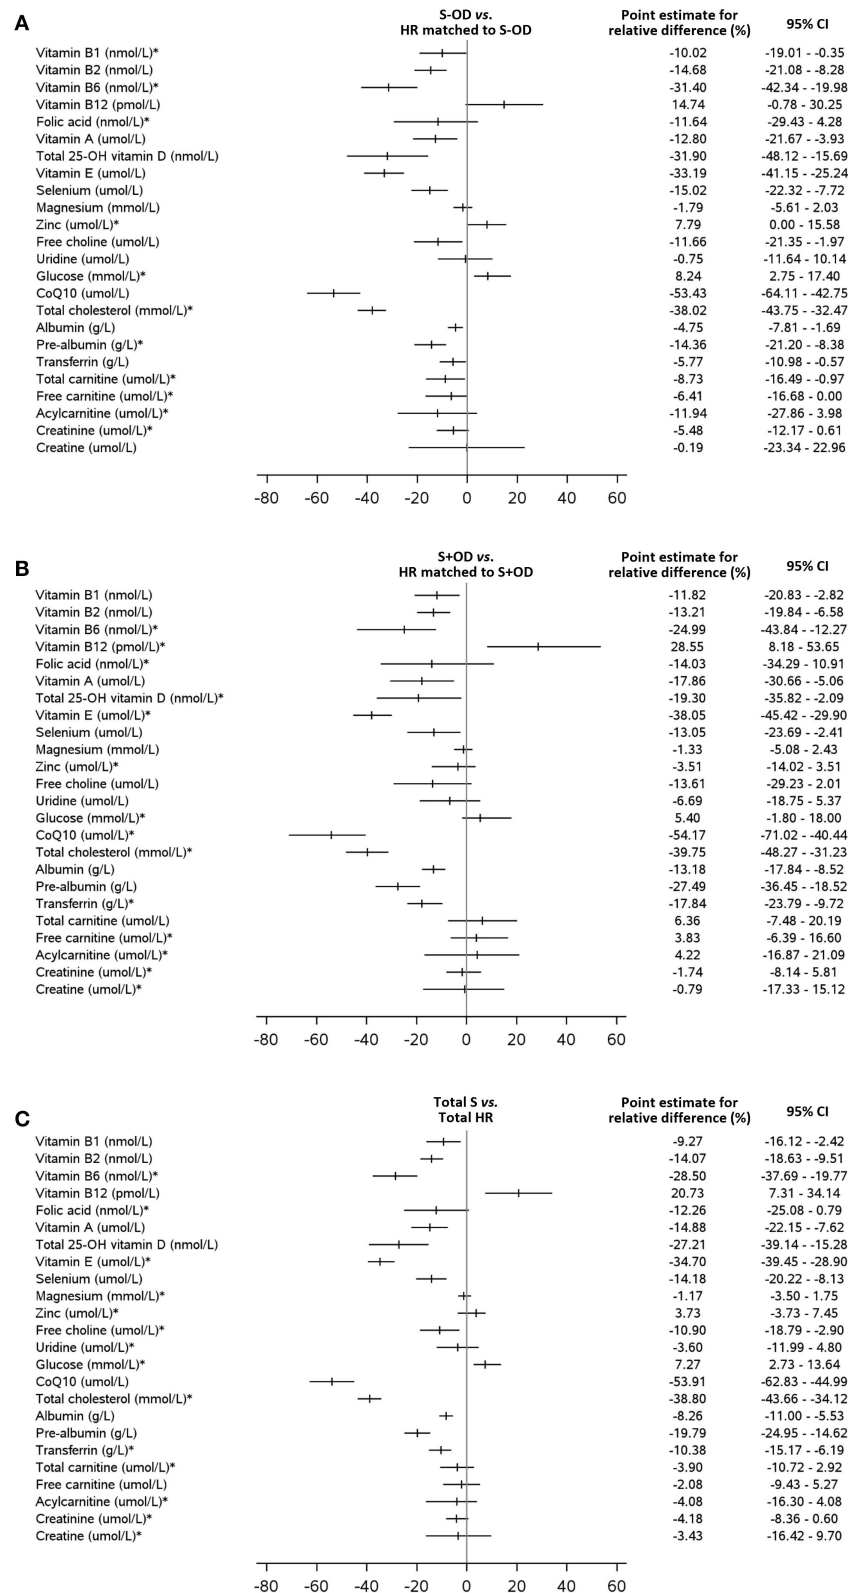 A
S-OD vs.
HR matched to S-OD
Point estimate for
relative difference (%)
95% CI
Vitamin B1 (nmol/L)* -10.02 -19.01 - -0.35
Vitamin B2 (nmol/L) -14.68 -21.08 - -8.28
Vitamin B6 (nmol/L)* -31.40 -42.34 - -19.98
Vitamin B12 (pmol/L) 14.74 -0.78 - 30.25
Folic acid (nmol/L)* -11.64 -29.43 - 4.28
Vitamin A (umol/L) -12.80 -21.67 - -3.93
Total 25-OH vitamin D (nmol/L) -31.90 -48.12 - -15.69
Vitamin E (umol/L) -33.19 -41.15 - -25.24
Selenium (umol/L) -15.02 -22.32 - -7.72
Magnesium (mmol/L) -1.79 -5.61 - 2.03
Zinc (umol/L)* 7.79 0.00 - 15.58
Free choline (umol/L) -11.66 -21.35 - -1.97
Uridine (umol/L) -0.75 -11.64 - 10.14
Glucose (mmol/L)* 8.24 2.75 - 17.40
CoQ10 (umol/L) -53.43 -64.11 - -42.75
Total cholesterol (mmol/L)* -38.02 -43.75 - -32.47
Albumin (g/L) -4.75 -7.81 - -1.69
Pre-albumin (g/L)* -14.36 -21.20 - -8.38
Transferrin (g/L) -5.77 -10.98 - -0.57
Total carnitine (umol/L)* -8.73 -16.49 - -0.97
Free carnitine (umol/L)* -6.41 -16.68 - 0.00
Acylcarnitine (umol/L)* -11.94 -27.86 - 3.98
Creatinine (umol/L)* -5.48 -12.17 - 0.61
Creatine (umol/L) -0.19 -23.34 - 22.96
-80 -60 -40 -20 0 20 40 60
B
S+OD vs.
HR matched to S+OD
Point estimate for
relative difference (%)
95% CI
Vitamin B1 (nmol/L) -11.82 -20.83 - -2.82
Vitamin B2 (nmol/L) -13.21 -19.84 - -6.58
Vitamin B6 (nmol/L)* -24.99 -43.84 - -12.27
Vitamin B12 (pmol/L)* 28.55 8.18 - 53.65
Folic acid (nmol/L)* -14.03 -34.29 - 10.91
Vitamin A (umol/L) -17.86 -30.66 - -5.06
Total 25-OH vitamin D (nmol/L)* -19.30 -35.82 - -2.09
Vitamin E (umol/L)* -38.05 -45.42 - -29.90
Selenium (umol/L) -13.05 -23.69 - -2.41
Magnesium (mmol/L) -1.33 -5.08 - 2.43
Zinc (umol/L)* -3.51 -14.02 - 3.51
Free choline (umol/L) -13.61 -29.23 - 2.01
Uridine (umol/L) -6.69 -18.75 - 5.37
Glucose (mmol/L)* 5.40 -1.80 - 18.00
CoQ10 (umol/L)* -54.17 -71.02 - -40.44
Total cholesterol (mmol/L)* -39.75 -48.27 - -31.23
Albumin (g/L) -13.18 -17.84 - -8.52
Pre-albumin (g/L) -27.49 -36.45 - -18.52
Transferrin (g/L)* -17.84 -23.79 - -9.72
Total carnitine (umol/L) 6.36 -7.48 - 20.19
Free carnitine (umol/L)* 3.83 -6.39 - 16.60
Acylcarnitine (umol/L)* 4.22 -16.87 - 21.09
Creatinine (umol/L)* -1.74 -8.14 - 5.81
Creatine (umol/L)* -0.79 -17.33 - 15.12
-80 -60 -40 -20 0 20 40 60
C
Total S vs.
Total HR
Point estimate for
relative difference (%)
95% CI
Vitamin B1 (nmol/L) -9.27 -16.12 - -2.42
Vitamin B2 (nmol/L) -14.07 -18.63 - -9.51
Vitamin B6 (nmol/L)* -28.50 -37.69 - -19.77
Vitamin B12 (pmol/L) 20.73 7.31 - 34.14
Folic acid (nmol/L)* -12.26 -25.08 - 0.79
Vitamin A (umol/L) -14.88 -22.15 - -7.62
Total 25-OH vitamin D (nmol/L) -27.21 -39.14 - -15.28
Vitamin E (umol/L)* -34.70 -39.45 - -28.90
Selenium (umol/L) -14.18 -20.22 - -8.13
Magnesium (mmol/L)* -1.17 -3.50 - 1.75
Zinc (umol/L)* 3.73 -3.73 - 7.45
Free choline (umol/L)* -10.90 -18.79 - -2.90
Uridine (umol/L)* -3.60 -11.99 - 4.80
Glucose (mmol/L)* 7.27 2.73 - 13.64
CoQ10 (umol/L) -53.91 -62.83 - -44.99
Total cholesterol (mmol/L)* -38.80 -43.66 - -34.12
Albumin (g/L) -8.26 -11.00 - -5.53
Pre-albumin (g/L) -19.79 -24.95 - -14.62
Transferrin (g/L)* -10.38 -15.17 - -6.19
Total carnitine (umol/L)* -3.90 -10.72 - 2.92
Free carnitine (umol/L) -2.08 -9.43 - 5.27
Acylcarnitine (umol/L)* -4.08 -16.30 - 4.08
Creatinine (umol/L)* -4.18 -8.36 - 0.60
Creatine (umol/L)* -3.43 -16.42 - 9.70
-80 -60 -40 -20 0 20 40 60